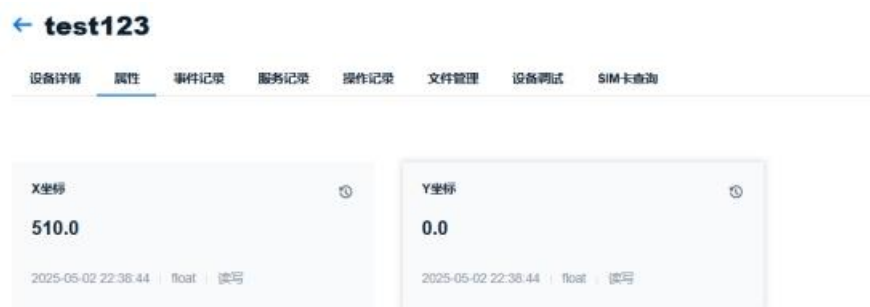 ← test123
设备详情 属性 事件记录 服务记录 操作记录 文件管理 设备调试 SIM卡查询
X坐标 Y坐标
510.0 0.0
2025-05-02 22:38:44 | float | 读写 2025-05-02 22:38:44 | float | 读写